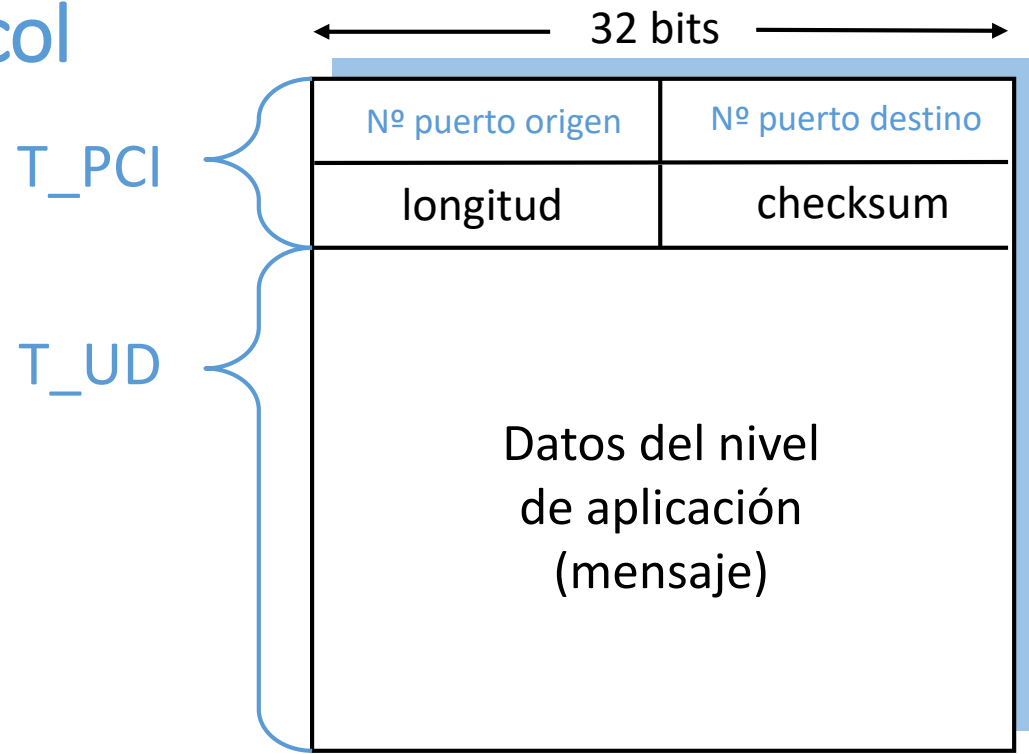 col
32 bits
Nº puerto origen
Nº puerto destino
T_PCI
longitud
checksum
T_UD
Datos del nivel
de aplicación
(mensaje)